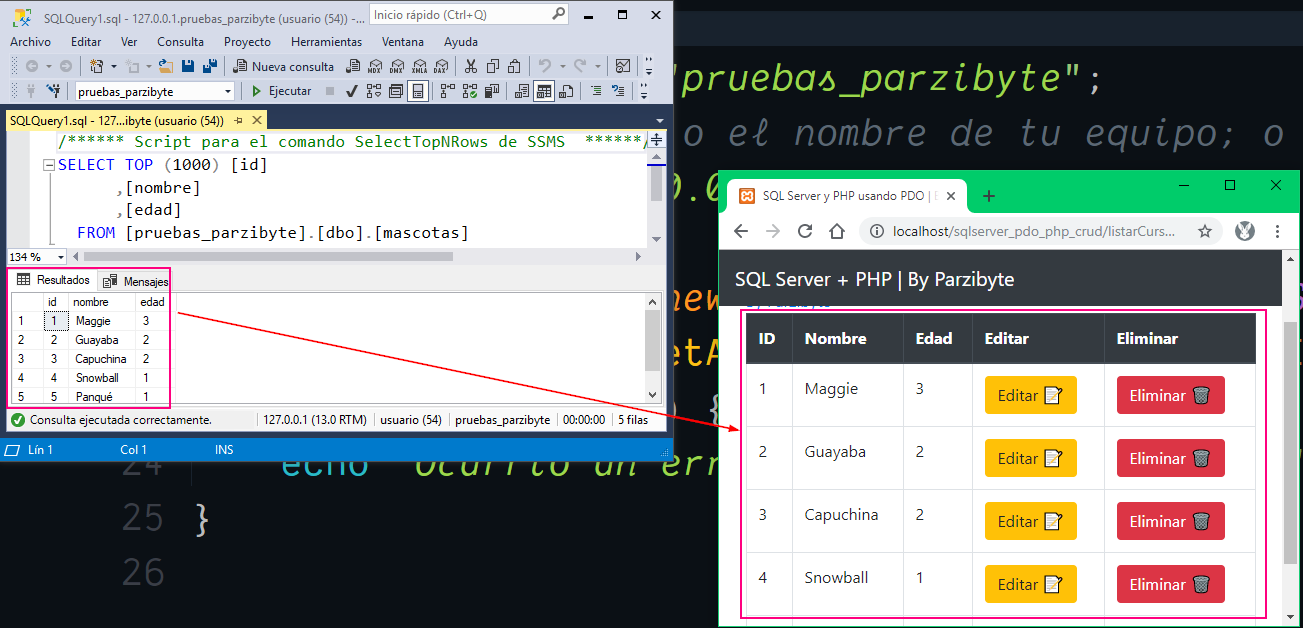 SQLQuery1.sql - 127.0.0.1.pruebas_parzibyte (usuario (54)) -...
Inicio rápido (Ctrl+Q)
Archivo Editar Ver Consulta Proyecto Herramientas Ventana Ayuda
Nueva consulta
MDX DMX XMLA DAX
pruebas_parzibyte
Ejecutar
SQLQuery1.sql - 127...ibyte (usuario (54))
/****** Script para el comando SelectTopNRows de SSMS ******/
SELECT TOP (1000) [id]
,[nombre]
,[edad]
FROM [pruebas_parzibyte].[dbo].[mascotas]
134 %
Resultados Mensajes
id nombre edad
1 1 Maggie 3
2 2 Guayaba 2
3 3 Capuchina 2
4 4 Snowball 1
5 5 Panqué 1
Consulta ejecutada correctamente. 127.0.0.1 (13.0 RTM) usuario (54) pruebas_parzibyte 00:00:00 5 filas
Lín 1 Col 1 INS
"pruebas_parzibyte";
o el nombre de tu equipo; o
24 echo "Ocurrió un err
25 }
26
SQL Server y PHP usando PDO |
localhost/sqlserver_pdo_php_crud/listarCurs...
SQL Server + PHP | By Parzibyte
ID Nombre Edad Editar Eliminar
1 Maggie 3 Editar Eliminar
2 Guayaba 2 Editar Eliminar
3 Capuchina 2 Editar Eliminar
4 Snowball 1 Editar Eliminar